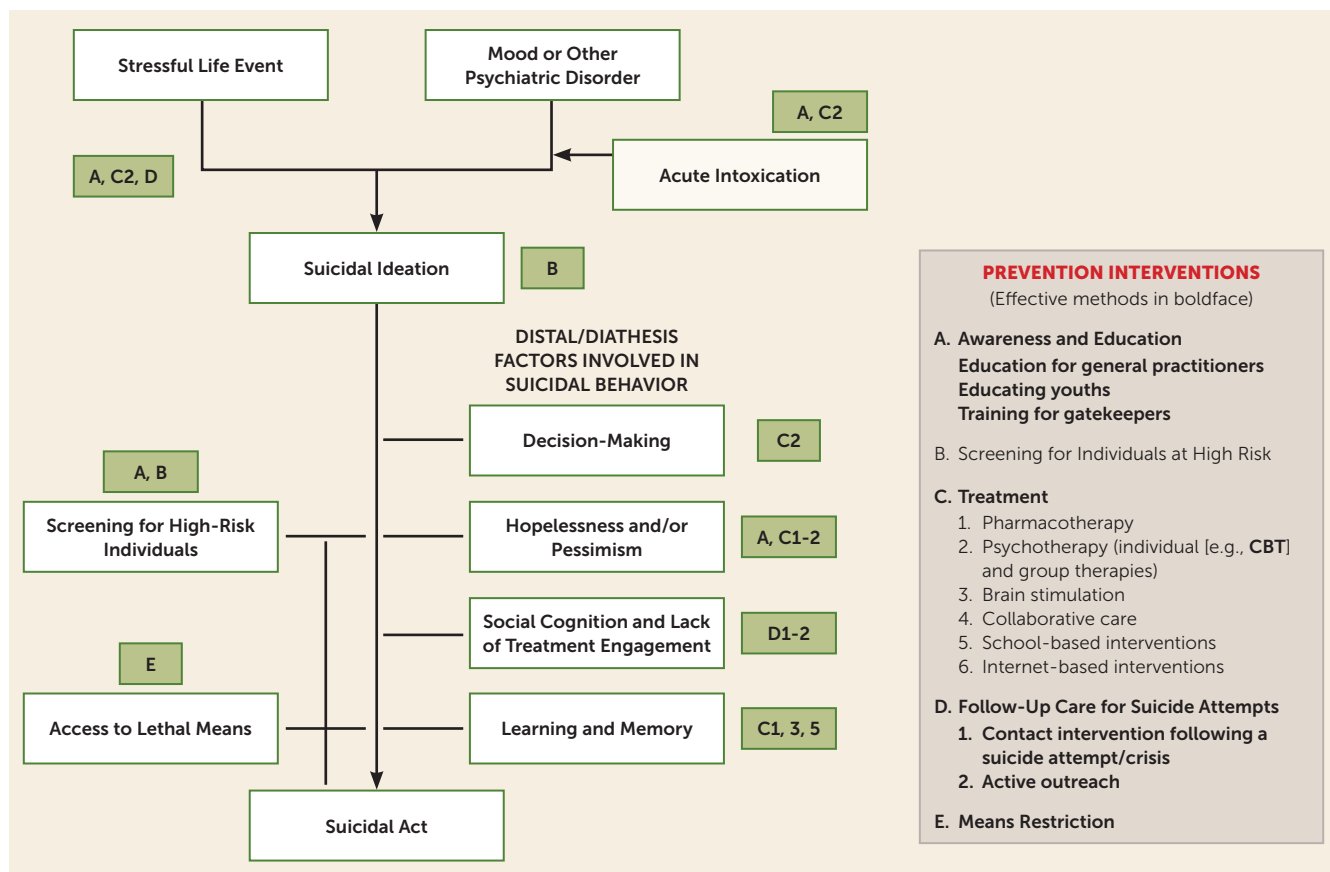 Stressful Life Event
Mood or Other
Psychiatric Disorder
A, C2
A, C2, D
Acute Intoxication
Suicidal Ideation
B
DISTAL/DIATHESIS
FACTORS INVOLVED IN
SUICIDAL BEHAVIOR
Decision-Making
C2
A, B
Screening for High-Risk
Individuals
Hopelessness and/or
Pessimism
A, C1-2
Social Cognition and Lack
of Treatment Engagement
D1-2
E
Access to Lethal Means
Learning and Memory
C1, 3, 5
Suicidal Act
PREVENTION INTERVENTIONS
(Effective methods in boldface)
A. Awareness and Education
Education for general practitioners
Educating youths
Training for gatekeepers
B. Screening for Individuals at High Risk
C. Treatment
1. Pharmacotherapy
2. Psychotherapy (individual [e.g., CBT]
and group therapies)
3. Brain stimulation
4. Collaborative care
5. School-based interventions
6. Internet-based interventions
D. Follow-Up Care for Suicide Attempts
1. Contact intervention following a
suicide attempt/crisis
2. Active outreach
E. Means Restriction